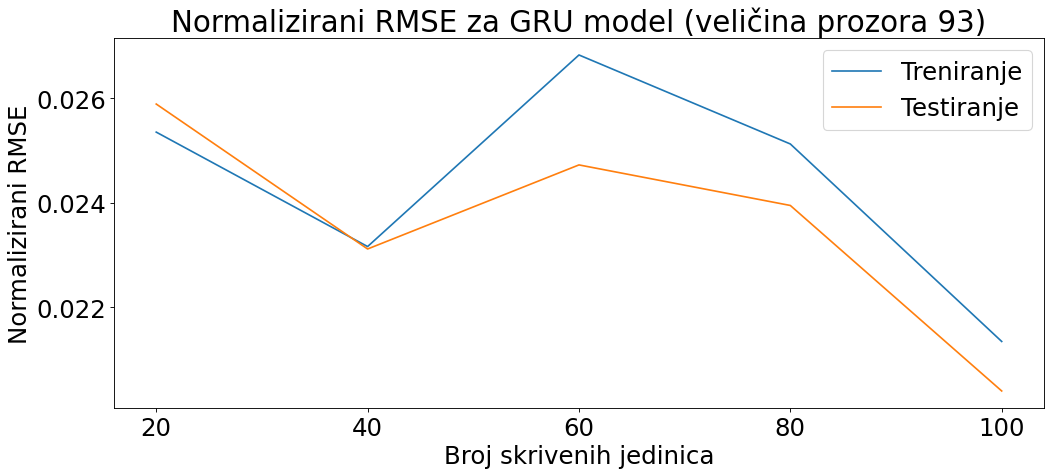 Normalizirani RMSE za GRU model (veličina prozora 93)
Treniranje
Testiranje
Normalizirani RMSE
0.026
0.024
0.022
20 40 60 80 100
Broj skrivenih jedinica